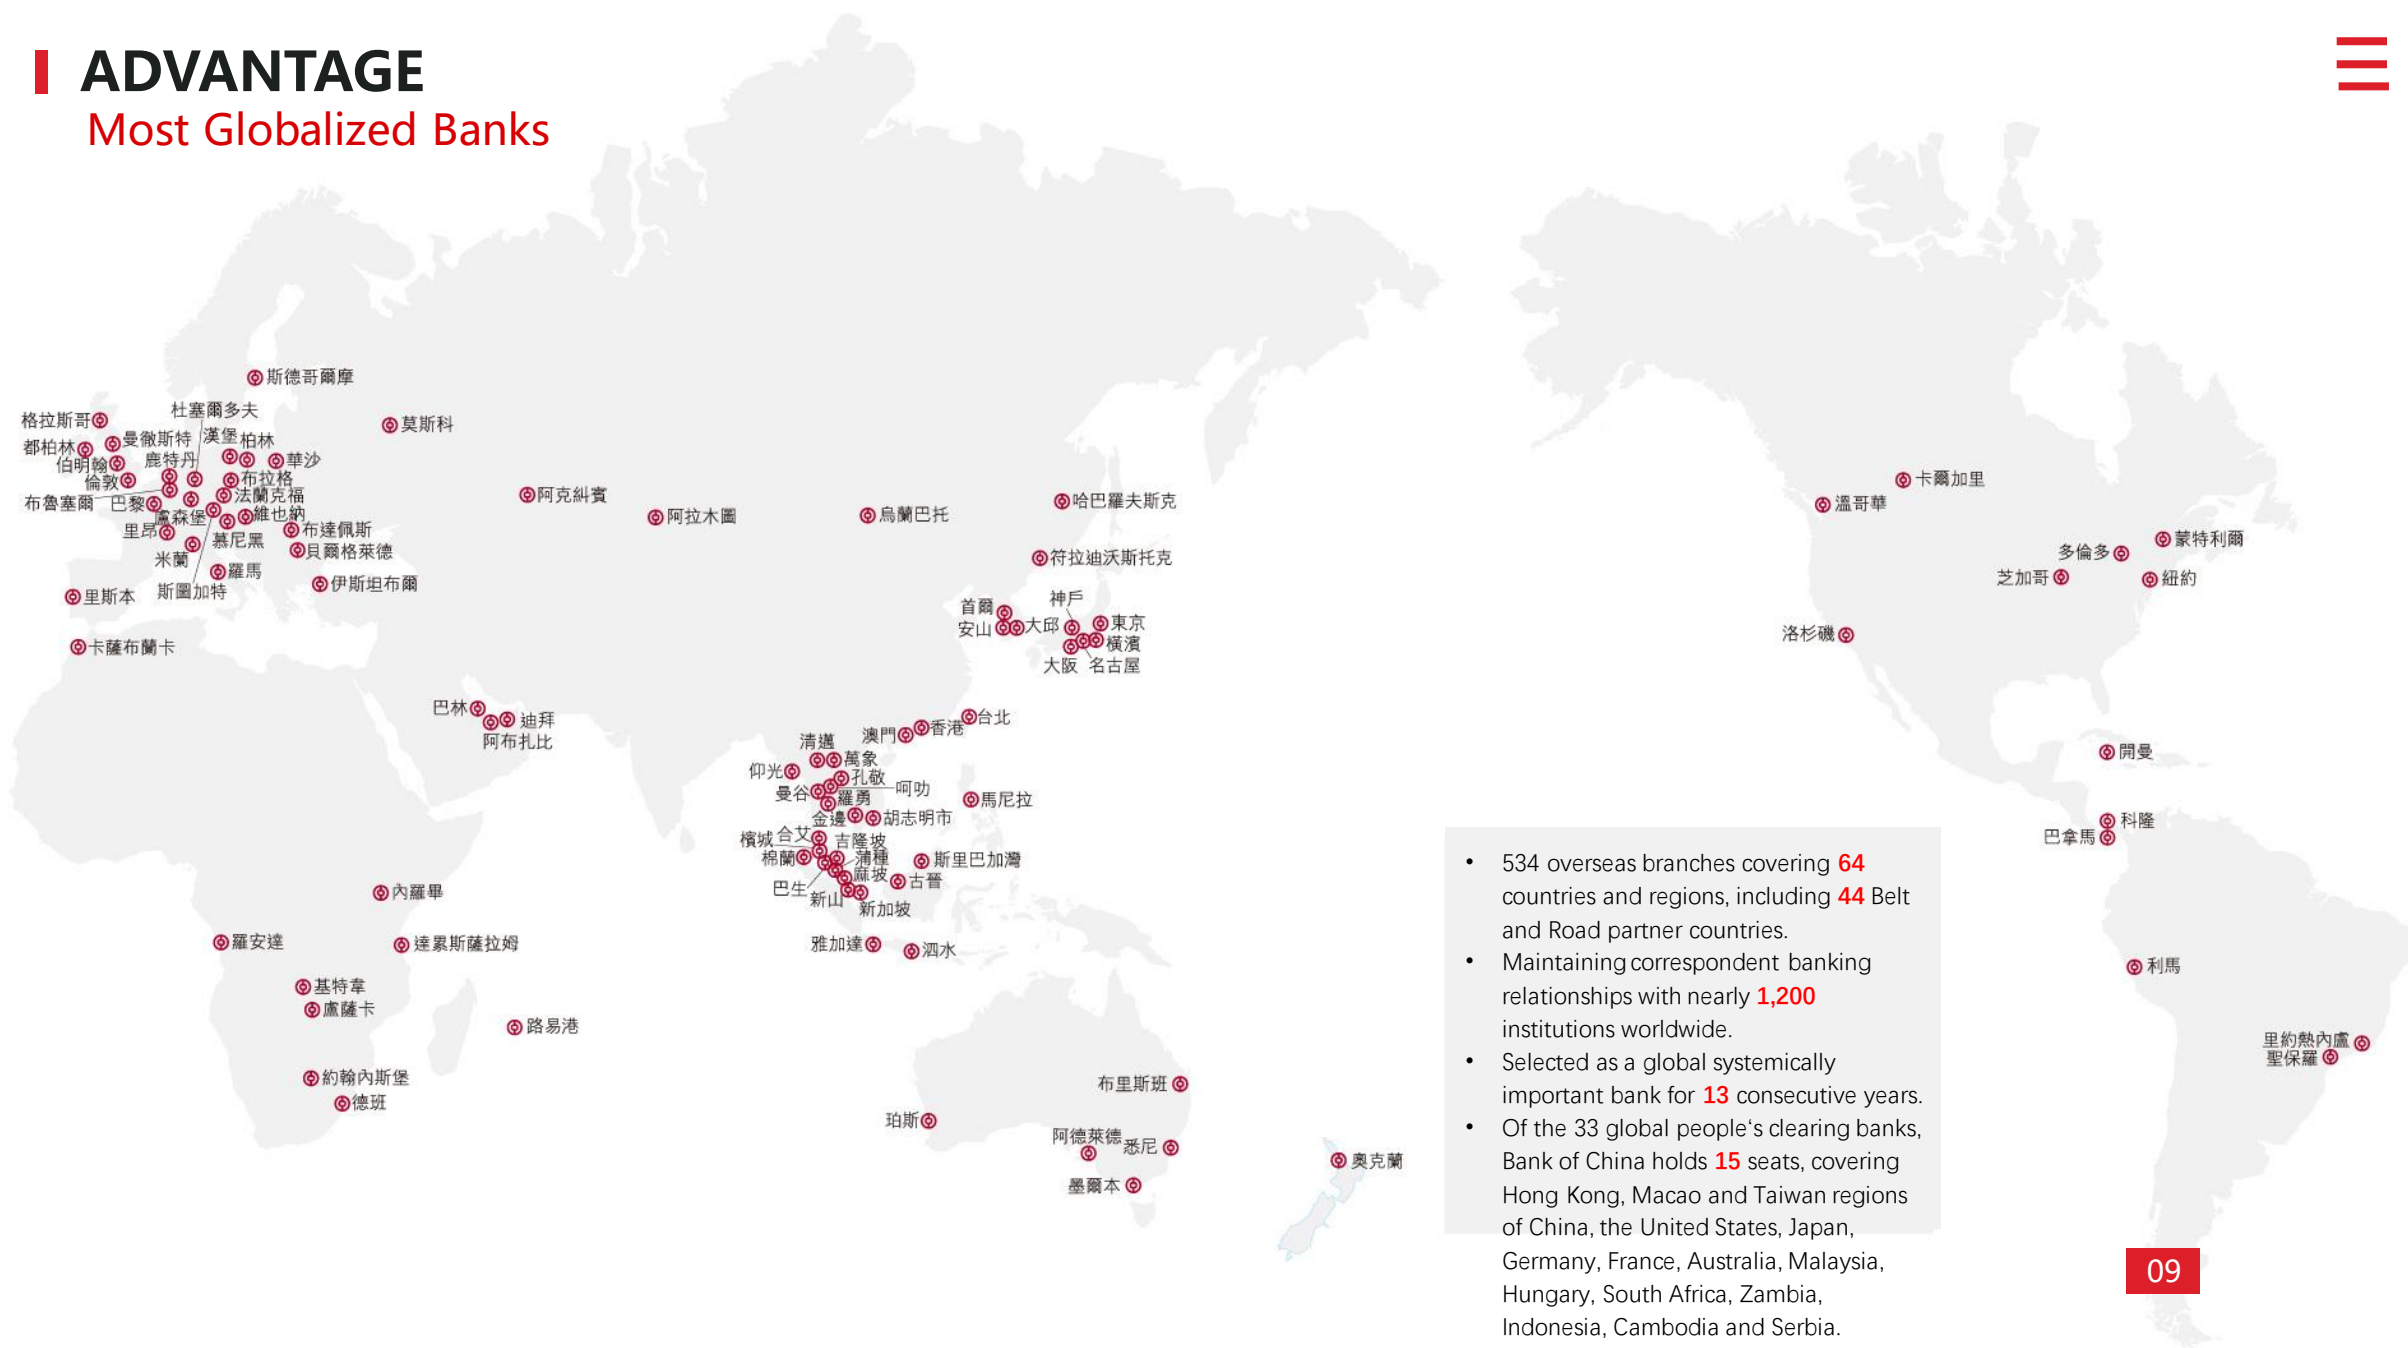 ADVANTAGE
Most Globalized Banks
斯德哥爾摩
格拉斯哥
杜塞爾多夫
莫斯科
都柏林
曼徹斯特
漢堡
柏林
伯明翰
鹿特丹
華沙
倫敦
布拉格
布魯塞爾
巴黎
法蘭克福
盧森堡
維也納
里昂
慕尼黑
布達佩斯
米蘭
貝爾格萊德
羅馬
斯圖加特
伊斯坦布爾
里斯本
卡薩布蘭卡
阿克糾賓
阿拉木圖
烏蘭巴托
哈巴羅夫斯克
符拉迪沃斯托克
首爾
神戶
安山
大邱
東京
橫濱
大阪
名古屋
巴林
迪拜
阿布扎比
澳門
香港
台北
清邁
萬象
仰光
孔敬
曼谷
呵叻
羅勇
馬尼拉
金邊
胡志明市
檳城
合艾
吉隆坡
棉蘭
蒲種
斯里巴加灣
麻坡
古晉
巴生
新山
新加坡
雅加達
泗水
內羅畢
羅安達
達累斯薩拉姆
基特韋
盧薩卡
路易港
約翰內斯堡
德班
布里斯班
珀斯
阿德萊德
悉尼
墨爾本
奧克蘭
卡爾加里
溫哥華
多倫多
蒙特利爾
芝加哥
紐約
洛杉磯
開曼
科隆
巴拿馬
利馬
里約熱內盧
聖保羅
• 534 overseas branches covering 64
countries and regions, including 44 Belt
and Road partner countries.
• Maintaining correspondent banking
relationships with nearly 1,200
institutions worldwide.
• Selected as a global systemically
important bank for 13 consecutive years.
• Of the 33 global people‘s clearing banks,
Bank of China holds 15 seats, covering
Hong Kong, Macao and Taiwan regions
of China, the United States, Japan,
Germany, France, Australia, Malaysia,
Hungary, South Africa, Zambia,
Indonesia, Cambodia and Serbia.
09